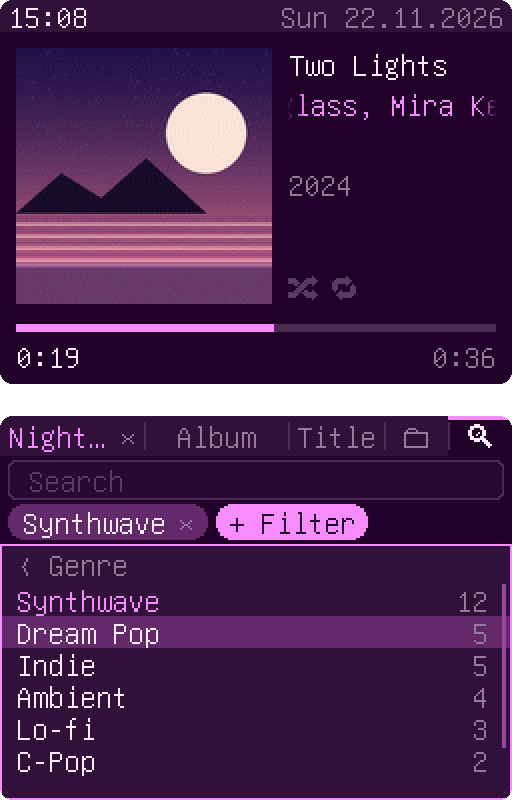 15:08 Sun 22.11.2026
Two Lights
lass, Mira Ke
2024
0:19 0:36
Night… × Album Title
Search
Synthwave × + Filter
‹ Genre
Synthwave 12
Dream Pop 5
Indie 5
Ambient 4
Lo-fi 3
C-Pop 2